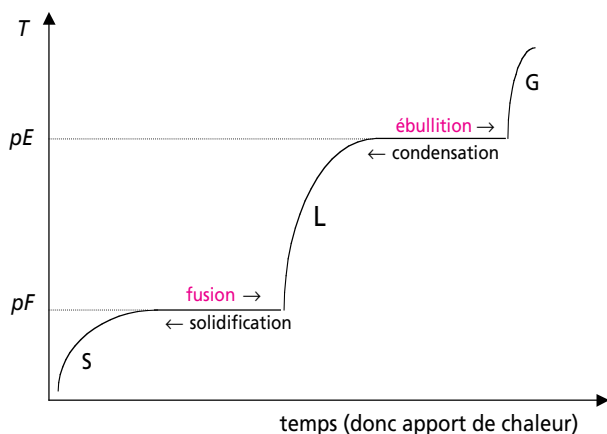 T
G
ébullition →
pE
← condensation
L
fusion →
pF
← solidification
S
temps (donc apport de chaleur)